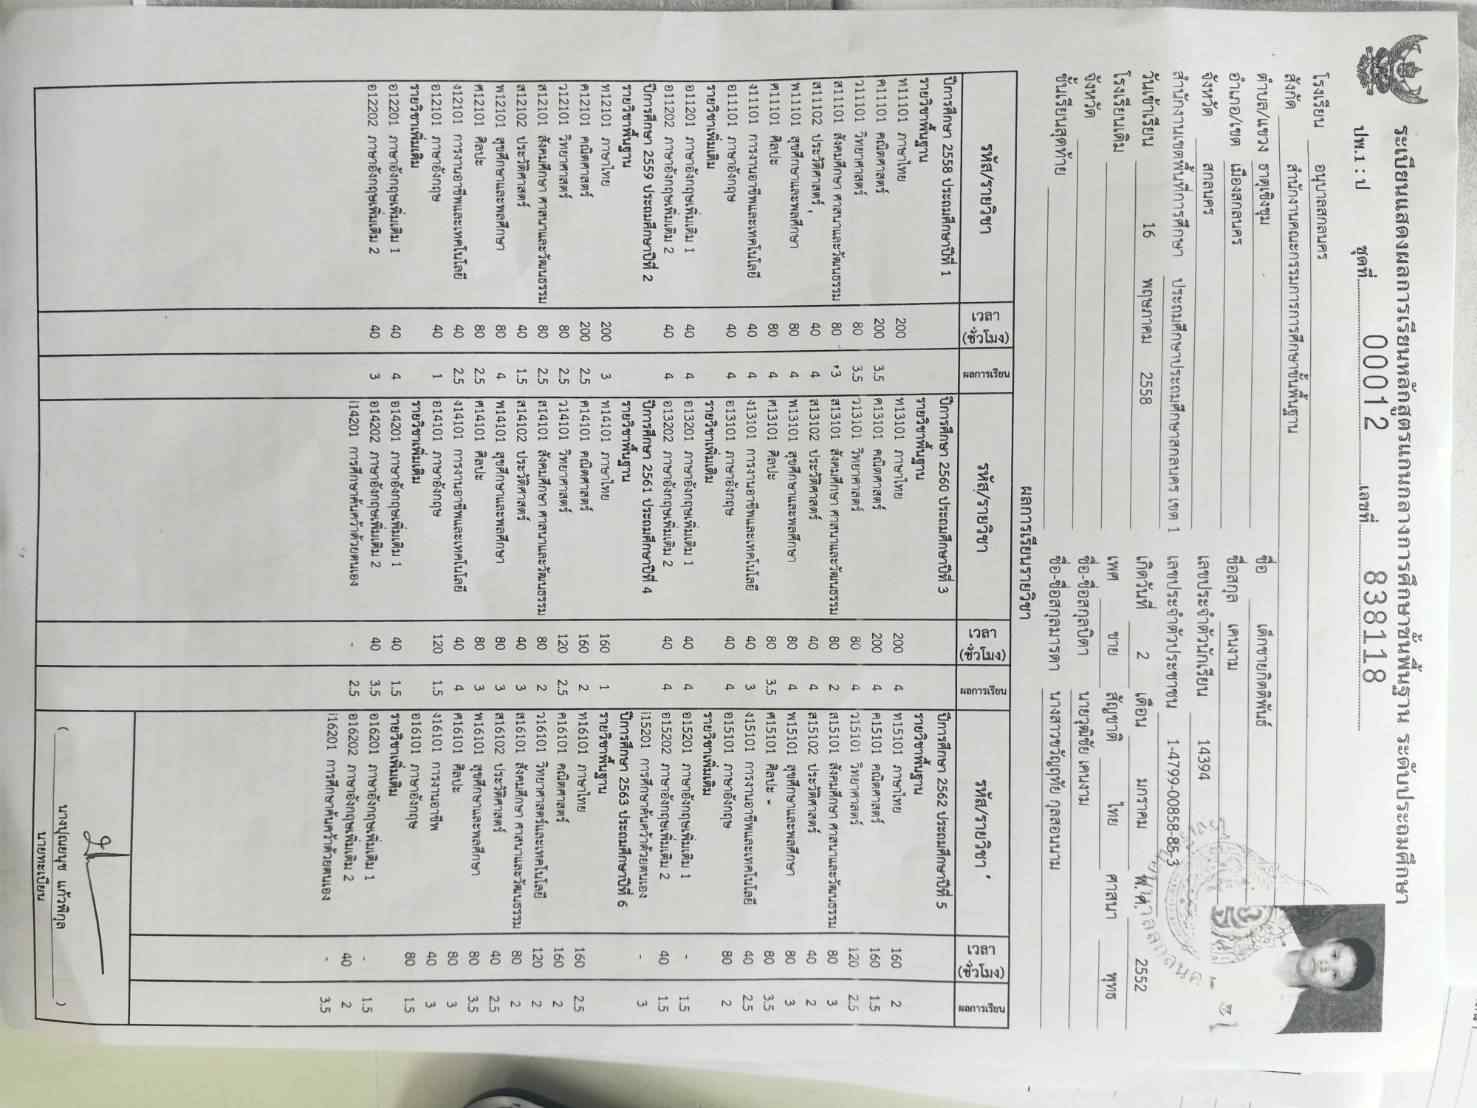 ระเบียนแสดงผลการเรียนหลักสูตรแกนกลางการศึกษาขั้นพื้นฐาน ระดับประถมศึกษา
ปพ.1 : ป ชุดที่ 00012 เลขที่ 838118
โรงเรียน อนุบาลสกลนคร
สังกัด สำนักงานคณะกรรมการการศึกษาขั้นพื้นฐาน
ตำบล/แขวง ธาตุเชิงชุม
อำเภอ/เขต เมืองสกลนคร
จังหวัด สกลนคร
สำนักงานเขตพื้นที่การศึกษา ประถมศึกษาประถมศึกษาสกลนคร เขต 1
วันเข้าเรียน 16 พฤษภาคม 2558
โรงเรียนเดิม
จังหวัด
ชั้นเรียนสุดท้าย
ชื่อ เด็กชายกิตติพันธ์
ชื่อสกุล เคนงาม
เลขประจำตัวนักเรียน 14394
เลขประจำตัวประชาชน 1-4799-00858-85-3
เกิดวันที่ 2 เดือน มกราคม พ.ศ. 2552
เพศ ชาย สัญชาติ ไทย ศาสนา พุทธ
ชื่อ-ชื่อสกุลบิดา นายวุฒิชัย เคนงาม
ชื่อ-ชื่อสกุลมารดา นางสาวขวัญฤทัย กุลสอนนาม
ผลการเรียนรายวิชา
รหัส/รายวิชา เวลา (ชั่วโมง) ผลการเรียน
ปีการศึกษา 2558 ประถมศึกษาปีที่ 1
รายวิชาพื้นฐาน
ท11101 ภาษาไทย 200 3.5
ค11101 คณิตศาสตร์ 200 3.5
ว11101 วิทยาศาสตร์ 80 3.5
ส11101 สังคมศึกษา ศาสนาและวัฒนธรรม 80 3
ส11102 ประวัติศาสตร์ 40 4
พ11101 สุขศึกษาและพลศึกษา 80 4
ศ11101 ศิลปะ 80 4
ง11101 การงานอาชีพและเทคโนโลยี 40 4
อ11101 ภาษาอังกฤษ 40 4
รายวิชาเพิ่มเติม
อ11201 ภาษาอังกฤษเพิ่มเติม 1 40 4
อ11202 ภาษาอังกฤษเพิ่มเติม 2 40 4
ปีการศึกษา 2559 ประถมศึกษาปีที่ 2
รายวิชาพื้นฐาน
ท12101 ภาษาไทย 200 3
ค12101 คณิตศาสตร์ 200 2.5
ว12101 วิทยาศาสตร์ 80 2.5
ส12101 สังคมศึกษา ศาสนาและวัฒนธรรม 80 2.5
ส12102 ประวัติศาสตร์ 40 1.5
พ12101 สุขศึกษาและพลศึกษา 80 4
ศ12101 ศิลปะ 80 2.5
ง12101 การงานอาชีพและเทคโนโลยี 40 2.5
อ12101 ภาษาอังกฤษ 40 1
รายวิชาเพิ่มเติม
อ12201 ภาษาอังกฤษเพิ่มเติม 1 40 4
อ12202 ภาษาอังกฤษเพิ่มเติม 2 40 3
รหัส/รายวิชา เวลา (ชั่วโมง) ผลการเรียน
ปีการศึกษา 2560 ประถมศึกษาปีที่ 3
รายวิชาพื้นฐาน
ท13101 ภาษาไทย 200 4
ค13101 คณิตศาสตร์ 200 4
ว13101 วิทยาศาสตร์ 80 4
ส13101 สังคมศึกษา ศาสนาและวัฒนธรรม 80 2
ส13102 ประวัติศาสตร์ 40 4
พ13101 สุขศึกษาและพลศึกษา 80 4
ศ13101 ศิลปะ 80 3.5
ง13101 การงานอาชีพและเทคโนโลยี 40 3
อ13101 ภาษาอังกฤษ 40 4
รายวิชาเพิ่มเติม
อ13201 ภาษาอังกฤษเพิ่มเติม 1 40 4
อ13202 ภาษาอังกฤษเพิ่มเติม 2 40 4
ปีการศึกษา 2561 ประถมศึกษาปีที่ 4
รายวิชาพื้นฐาน
ท14101 ภาษาไทย 160 1
ค14101 คณิตศาสตร์ 160 2
ว14101 วิทยาศาสตร์ 120 2.5
ส14101 สังคมศึกษา ศาสนาและวัฒนธรรม 80 2
ส14102 ประวัติศาสตร์ 40 3
พ14101 สุขศึกษาและพลศึกษา 80 3
ศ14101 ศิลปะ 80 3
ง14101 การงานอาชีพและเทคโนโลยี 40 4
อ14101 ภาษาอังกฤษ 120 1.5
รายวิชาเพิ่มเติม
อ14201 ภาษาอังกฤษเพิ่มเติม 1 40 1.5
อ14202 ภาษาอังกฤษเพิ่มเติม 2 40 3.5
I14201 การศึกษาค้นคว้าด้วยตนเอง - 2.5
รหัส/รายวิชา เวลา (ชั่วโมง) ผลการเรียน
ปีการศึกษา 2562 ประถมศึกษาปีที่ 5
รายวิชาพื้นฐาน
ท15101 ภาษาไทย 160 2
ค15101 คณิตศาสตร์ 160 1.5
ว15101 วิทยาศาสตร์ 120 2.5
ส15101 สังคมศึกษา ศาสนาและวัฒนธรรม 80 3
ส15102 ประวัติศาสตร์ 40 2
พ15101 สุขศึกษาและพลศึกษา 80 3
ศ15101 ศิลปะ 80 3.5
ง15101 การงานอาชีพและเทคโนโลยี 40 2.5
อ15101 ภาษาอังกฤษ 80 2
รายวิชาเพิ่มเติม
อ15201 ภาษาอังกฤษเพิ่มเติม 1 - 1.5
อ15202 ภาษาอังกฤษเพิ่มเติม 2 40 1.5
I15201 การศึกษาค้นคว้าด้วยตนเอง - 3
ปีการศึกษา 2563 ประถมศึกษาปีที่ 6
รายวิชาพื้นฐาน
ท16101 ภาษาไทย 160 2.5
ค16101 คณิตศาสตร์ 160 2
ว16101 วิทยาศาสตร์และเทคโนโลยี 120 2
ส16101 สังคมศึกษา ศาสนาและวัฒนธรรม 80 2
ส16102 ประวัติศาสตร์ 40 2.5
พ16101 สุขศึกษาและพลศึกษา 80 3.5
ศ16101 ศิลปะ 80 3
ง16101 การงานอาชีพ 40 3
อ16101 ภาษาอังกฤษ 80 1.5
รายวิชาเพิ่มเติม
อ16201 ภาษาอังกฤษเพิ่มเติม 1 - 1.5
อ16202 ภาษาอังกฤษเพิ่มเติม 2 40 2
I16201 การศึกษาค้นคว้าด้วยตนเอง - 3.5
( นางปุณยนุช แก้วพิกุล )
นายทะเบียน